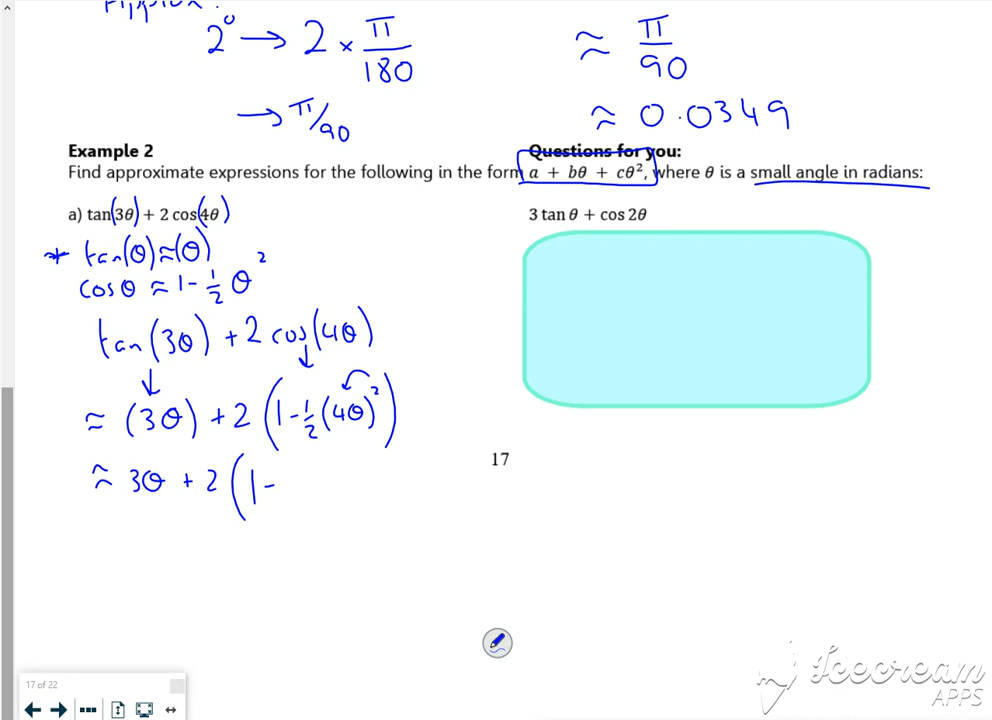 2° → 2 × π/180
≈ π/90
→ π/90
≈ 0.0349
Example 2
Find approximate expressions for the following in the form a + bθ + cθ², where θ is a small angle in radians:
a) tan(3θ) + 2 cos(4θ)
* tan(θ) ≈ (θ)
cos θ ≈ 1 - 1/2 θ²
tan(3θ) + 2 cos(4θ)
≈ (3θ) + 2 (1 - 1/2 (4θ)²)
≈ 3θ + 2 (1 -
Questions for you:
3 tan θ + cos 2θ
17
17 of 22
Icecream
APPS